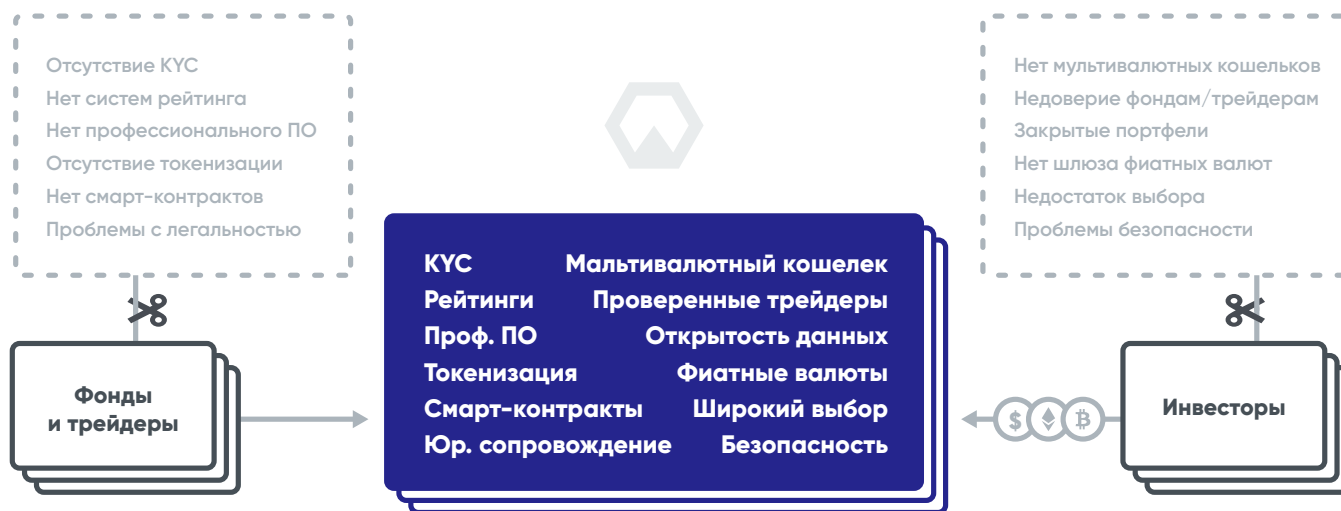 Отсутствие KYC
Нет систем рейтинга
Нет профессионального ПО
Отсутствие токенизации
Нет смарт-контрактов
Проблемы с легальностью
Фонды
и трейдеры
KYC Мальтивалютный кошелек
Рейтинги Проверенные трейдеры
Проф. ПО Открытость данных
Токенизация Фиатные валюты
Смарт-контракты Широкий выбор
Юр. сопровождение Безопасность
Нет мультивалютных кошельков
Недоверие фондам/трейдерам
Закрытые портфели
Нет шлюза фиатных валют
Недостаток выбора
Проблемы безопасности
Инвесторы